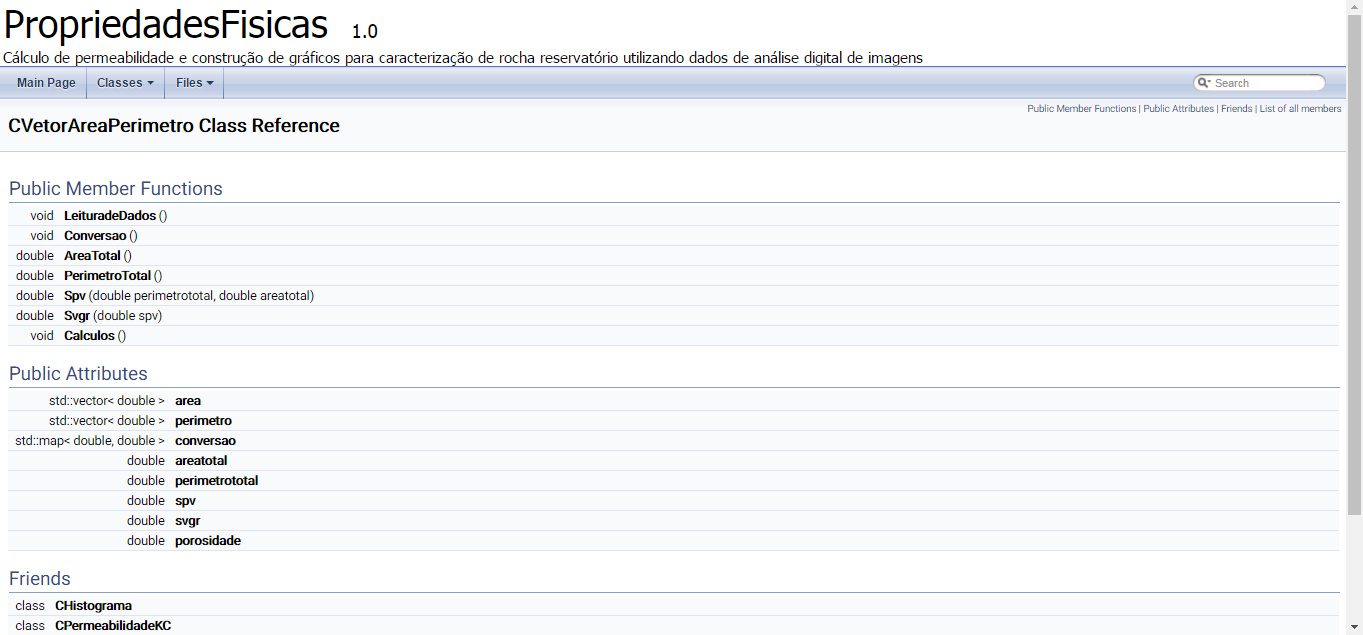 PropriedadesFisicas 1.0
Cálculo de permeabilidade e construção de gráficos para caracterização de rocha reservatório utilizando dados de análise digital de imagens
Main Page Classes Files Search
Public Member Functions | Public Attributes | Friends | List of all members
CVetorAreaPerimetro Class Reference
Public Member Functions
void LeituradeDados ()
void Conversao ()
double AreaTotal ()
double PerimetroTotal ()
double Spv (double perimetrototal, double areatotal)
double Svgr (double spv)
void Calculos ()
Public Attributes
std::vector< double > area
std::vector< double > perimetro
std::map< double, double > conversao
double areatotal
double perimetrototal
double spv
double svgr
double porosidade
Friends
class CHistograma
class CPermeabilidadeKC